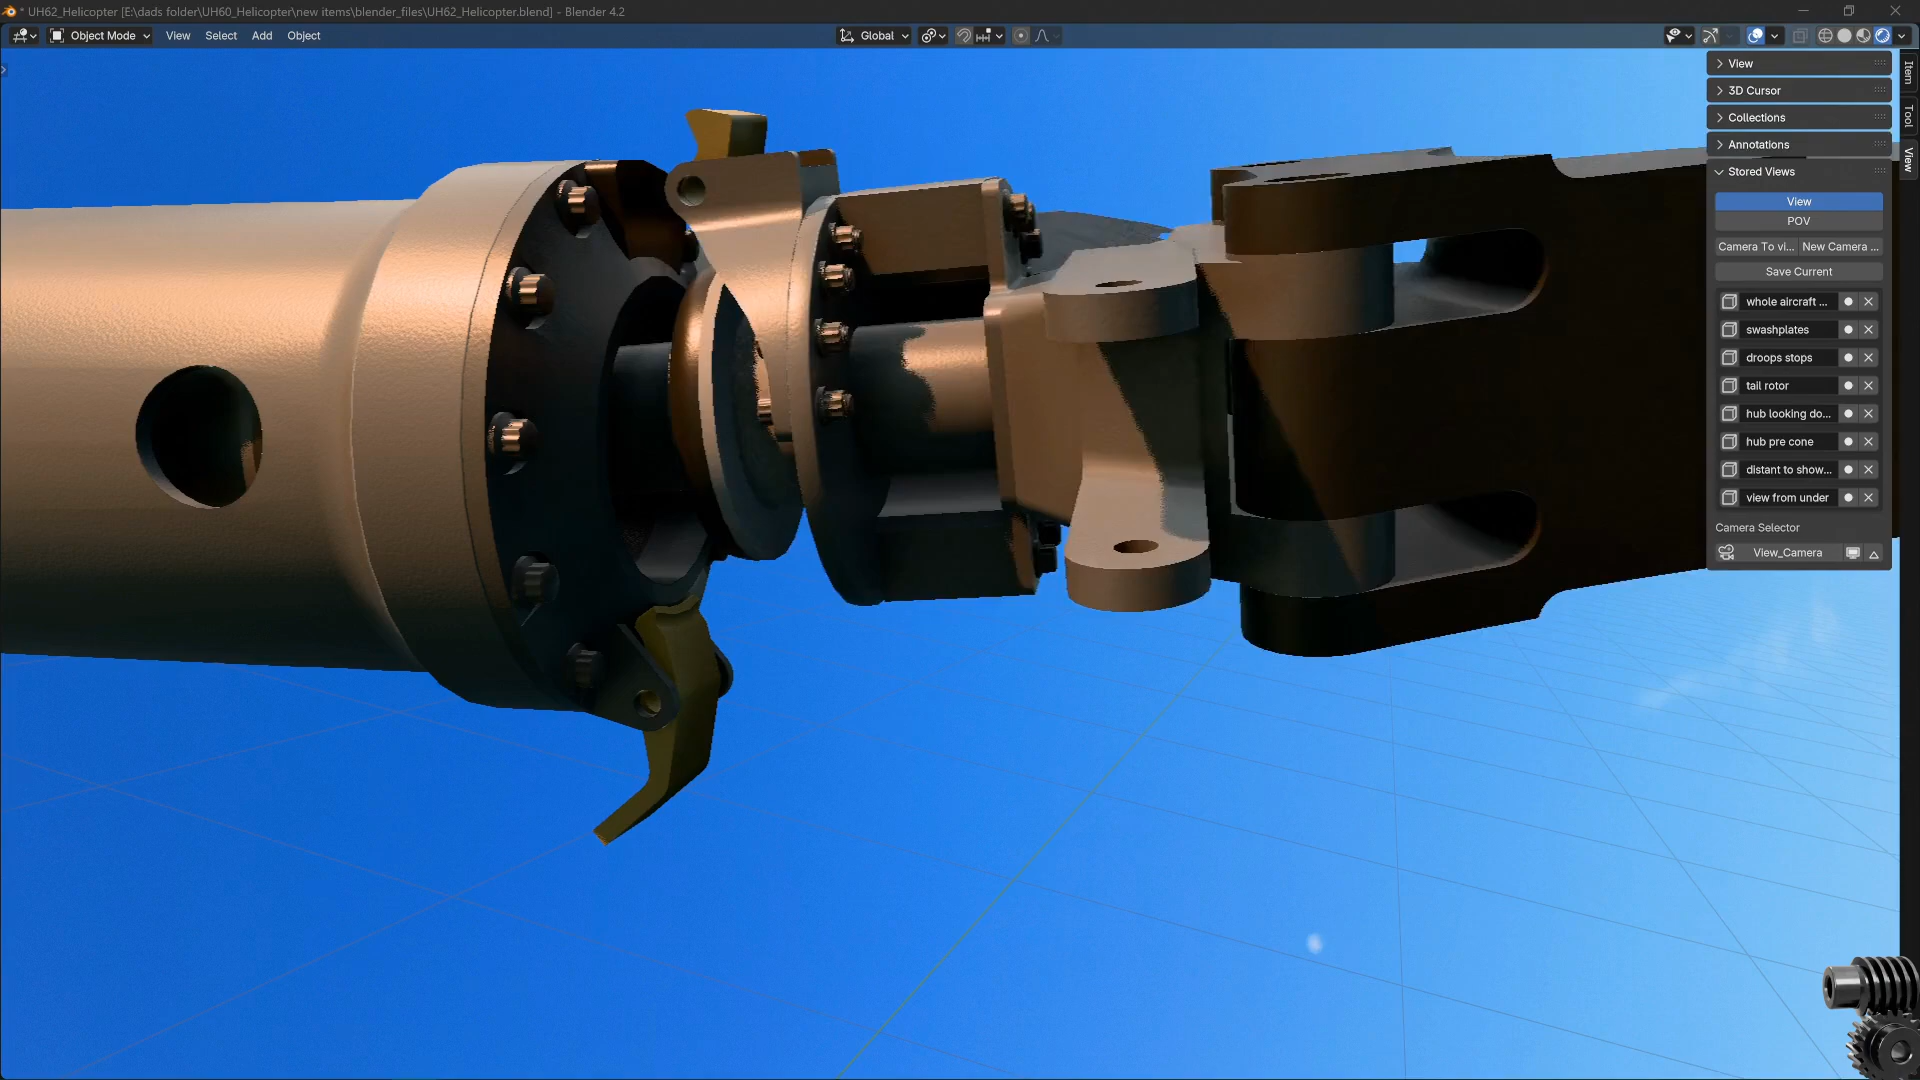 * UH62_Helicopter [E:\dads folder\UH60_Helicopter\new items\blender_files\UH62_Helicopter.blend] - Blender 4.2
Object Mode View Select Add Object Global
View
3D Cursor
Collections
Annotations
Stored Views
View
POV
Camera To vi... New Camera ...
Save Current
whole aircraft ...
swashplates
droops stops
tail rotor
hub looking do...
hub pre cone
distant to show...
view from under
Camera Selector
View_Camera
Item
Tool
View